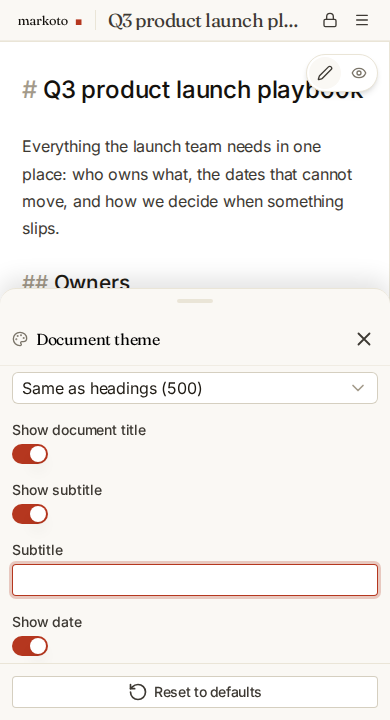 markoto
Q3 product launch pl...
# Q3 product launch playbook
Everything the launch team needs in one
place: who owns what, the dates that cannot
move, and how we decide when something
slips.
## Owners
Document theme
Same as headings (500)
Show document title
Show subtitle
Subtitle
Show date
Reset to defaults